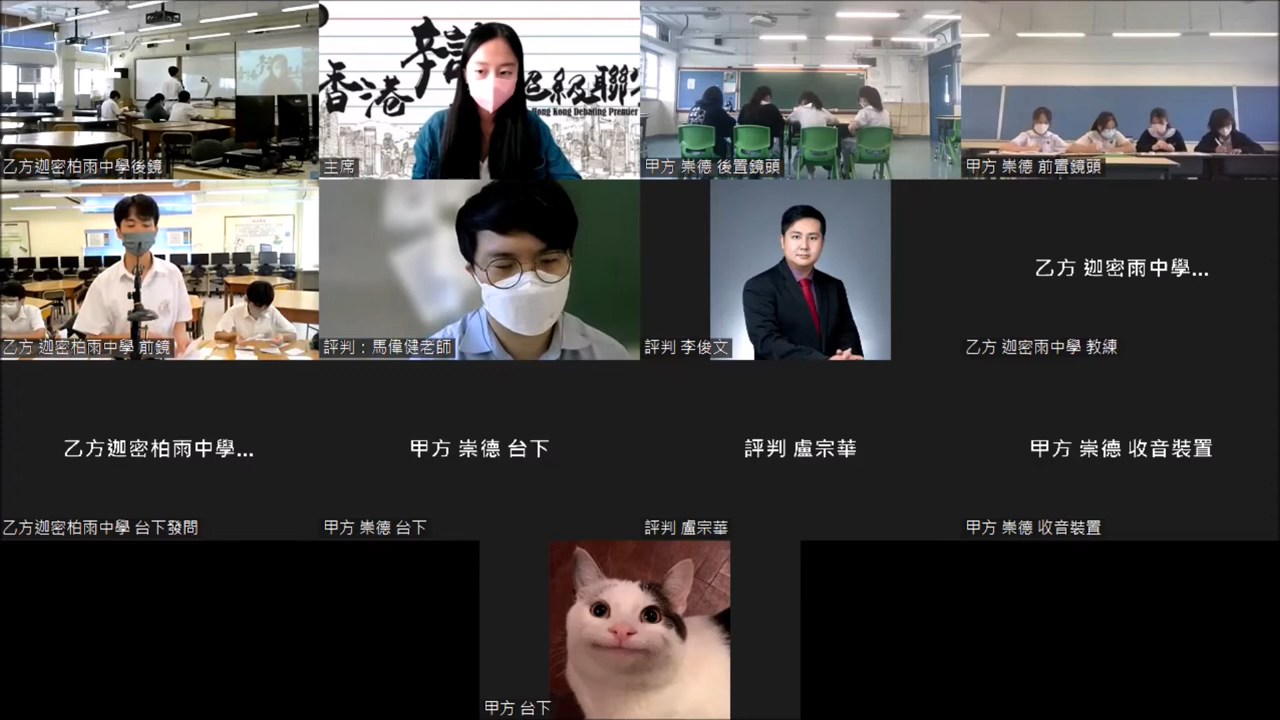 乙方迦密柏雨中學後鏡
香港辯
超級聯
Hong Kong Debating Premier
主席
甲方 崇德 後置鏡頭
甲方 崇德 前置鏡頭
乙方 迦密柏雨中學 前鏡
評判：馬偉健老師
評判 李俊文
乙方 迦密雨中學...
乙方 迦密雨中學 教練
乙方迦密柏雨中學...
乙方迦密柏雨中學 台下發問
甲方 崇德 台下
甲方 崇德 台下
評判 盧宗華
評判 盧宗華
甲方 崇德 收音裝置
甲方 崇德 收音裝置
甲方 台下